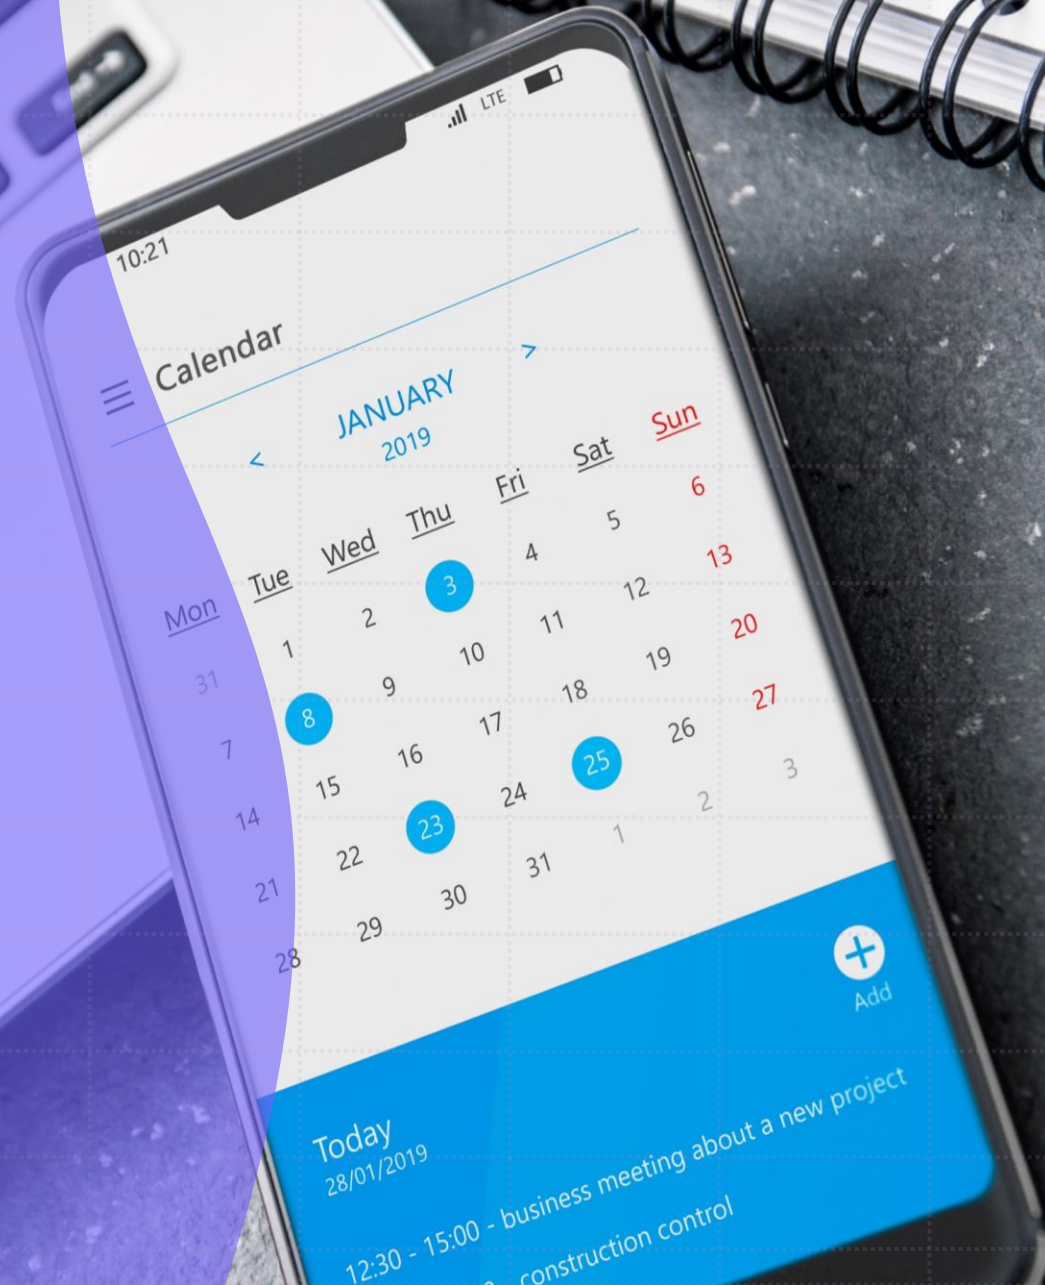 10:21 LTE
Calendar
< JANUARY >
2019
Mon Tue Wed Thu Fri Sat Sun
31 1 2 3 4 5 6
7 8 9 10 11 12 13
14 15 16 17 18 19 20
21 22 23 24 25 26 27
28 29 30 31 1 2 3
Add
Today
28/01/2019
12:30 - 15:00 - business meeting about a new project
construction control